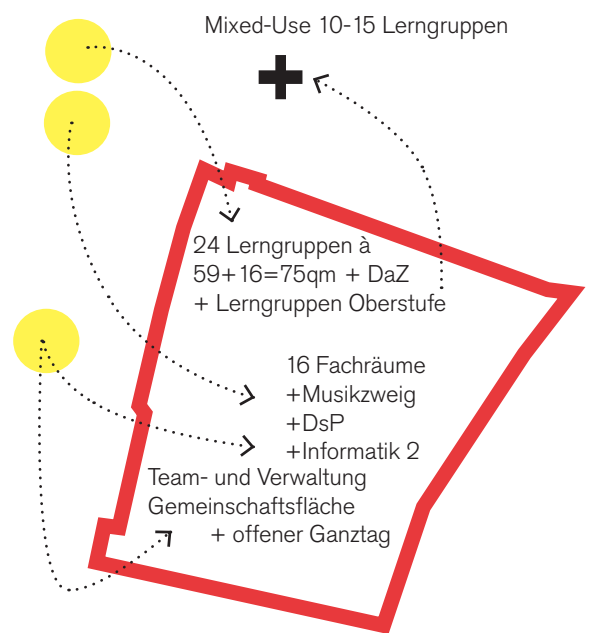 Mixed-Use 10-15 Lerngruppen
24 Lerngruppen à
59+16=75qm + DaZ
+ Lerngruppen Oberstufe
16 Fachräume
+Musikzweig
+DsP
+Informatik 2
Team- und Verwaltung
Gemeinschaftsfläche
+ offener Ganztag